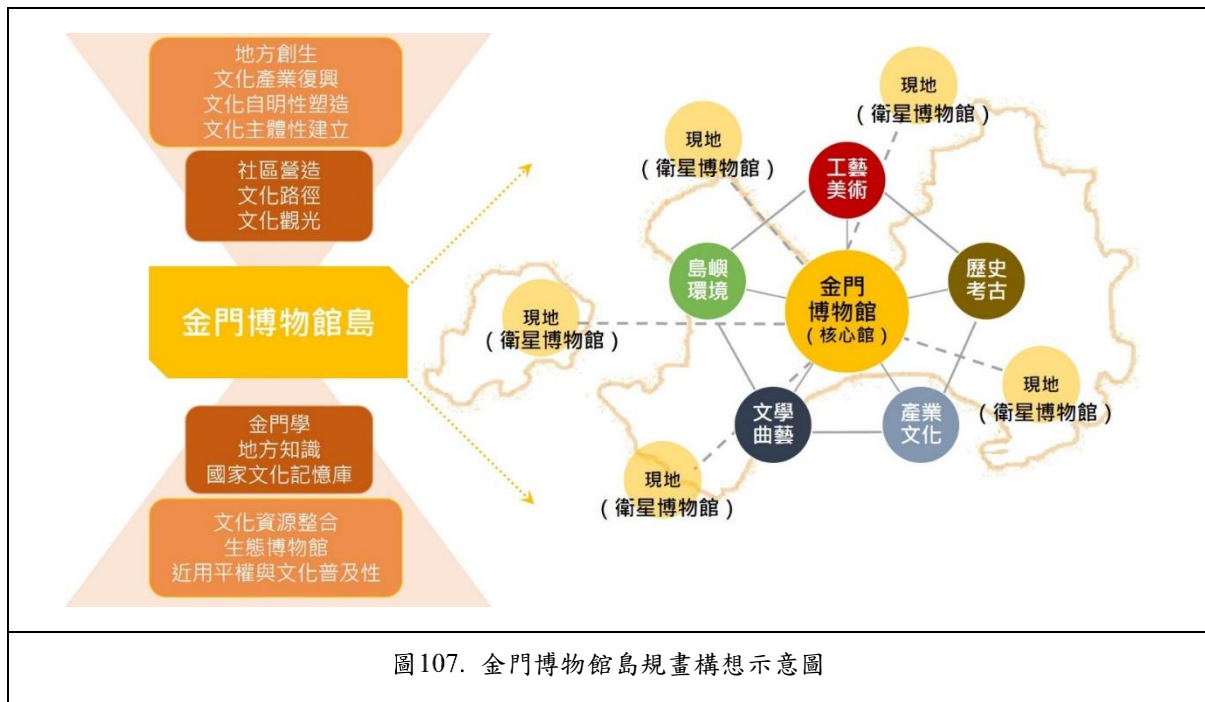 地方創生
文化產業復興
文化自明性塑造
文化主體性建立
社區營造
文化路徑
文化觀光
金門博物館島
金門學
地方知識
國家文化記憶庫
文化資源整合
生態博物館
近用平權與文化普及性
現地
（衛星博物館）
現地
（衛星博物館）
工藝
美術
島嶼
環境
金門
博物館
（核心館）
歷史
考古
現地
（衛星博物館）
現地
（衛星博物館）
文學
曲藝
產業
文化
現地
（衛星博物館）
圖107. 金門博物館島規畫構想示意圖